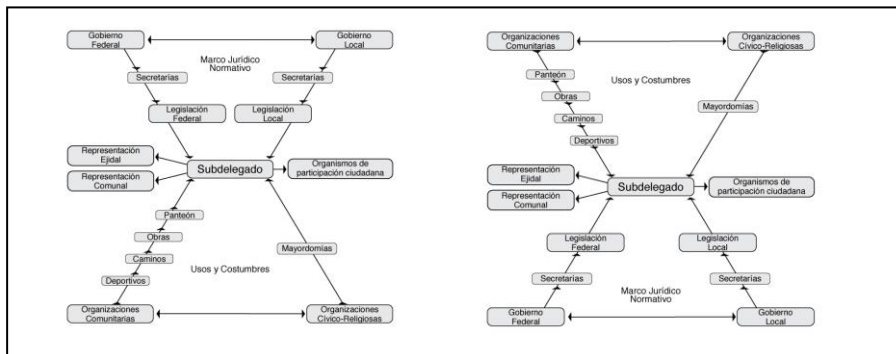 Gobierno
Federal
Gobierno
Local
Marco Jurídico
Normativo
Secretarías
Secretarías
Legislación
Federal
Legislación
Local
Representación
Ejidal
Representación
Comunal
Subdelegado
Organismos de
participación ciudadana
Panteón
Obras
Caminos
Deportivos
Mayordomías
Usos y Costumbres
Organizaciones
Comunitarias
Organizaciones
Cívico-Religiosas
Organizaciones
Comunitarias
Organizaciones
Cívico-Religiosas
Panteón
Usos y Costumbres
Obras
Caminos
Deportivos
Mayordomías
Representación
Ejidal
Representación
Comunal
Subdelegado
Organismos de
participación ciudadana
Legislación
Federal
Legislación
Local
Secretarías
Secretarías
Marco Jurídico
Normativo
Gobierno
Federal
Gobierno
Local